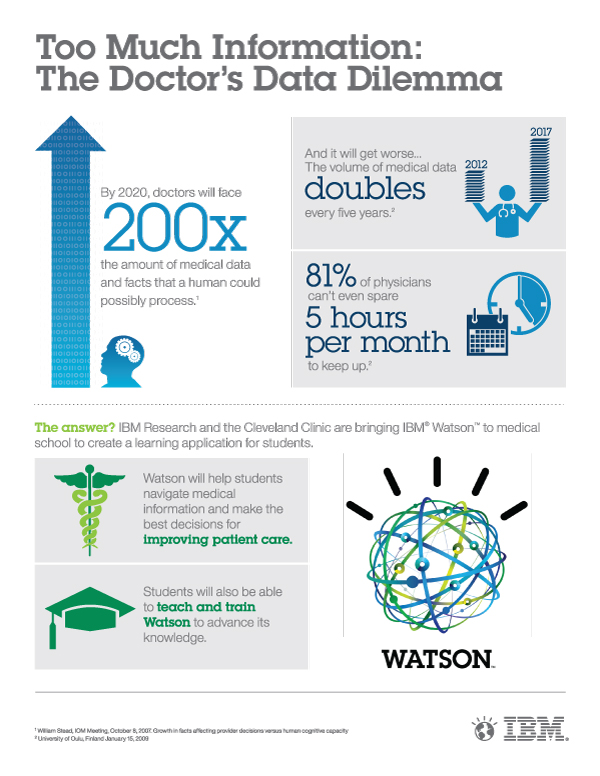 Too Much Information:
The Doctor's Data Dilemma
By 2020, doctors will face
200x
the amount of medical data
and facts that a human could
possibly process.¹
And it will get worse...
The volume of medical data
doubles
every five years.²
2012
2017
81% of physicians
can't even spare
5 hours
per month
to keep up.²
The answer? IBM Research and the Cleveland Clinic are bringing IBM® Watson™ to medical
school to create a learning application for students.
Watson will help students
navigate medical
information and make the
best decisions for
improving patient care.
Students will also be able
to teach and train
Watson to advance its
knowledge.
WATSON™
¹ William Stead, IOM Meeting, October 8, 2007. Growth in facts affecting provider decisions versus human cognitive capacity
² University of Oulu, Finland January 15, 2009
IBM®